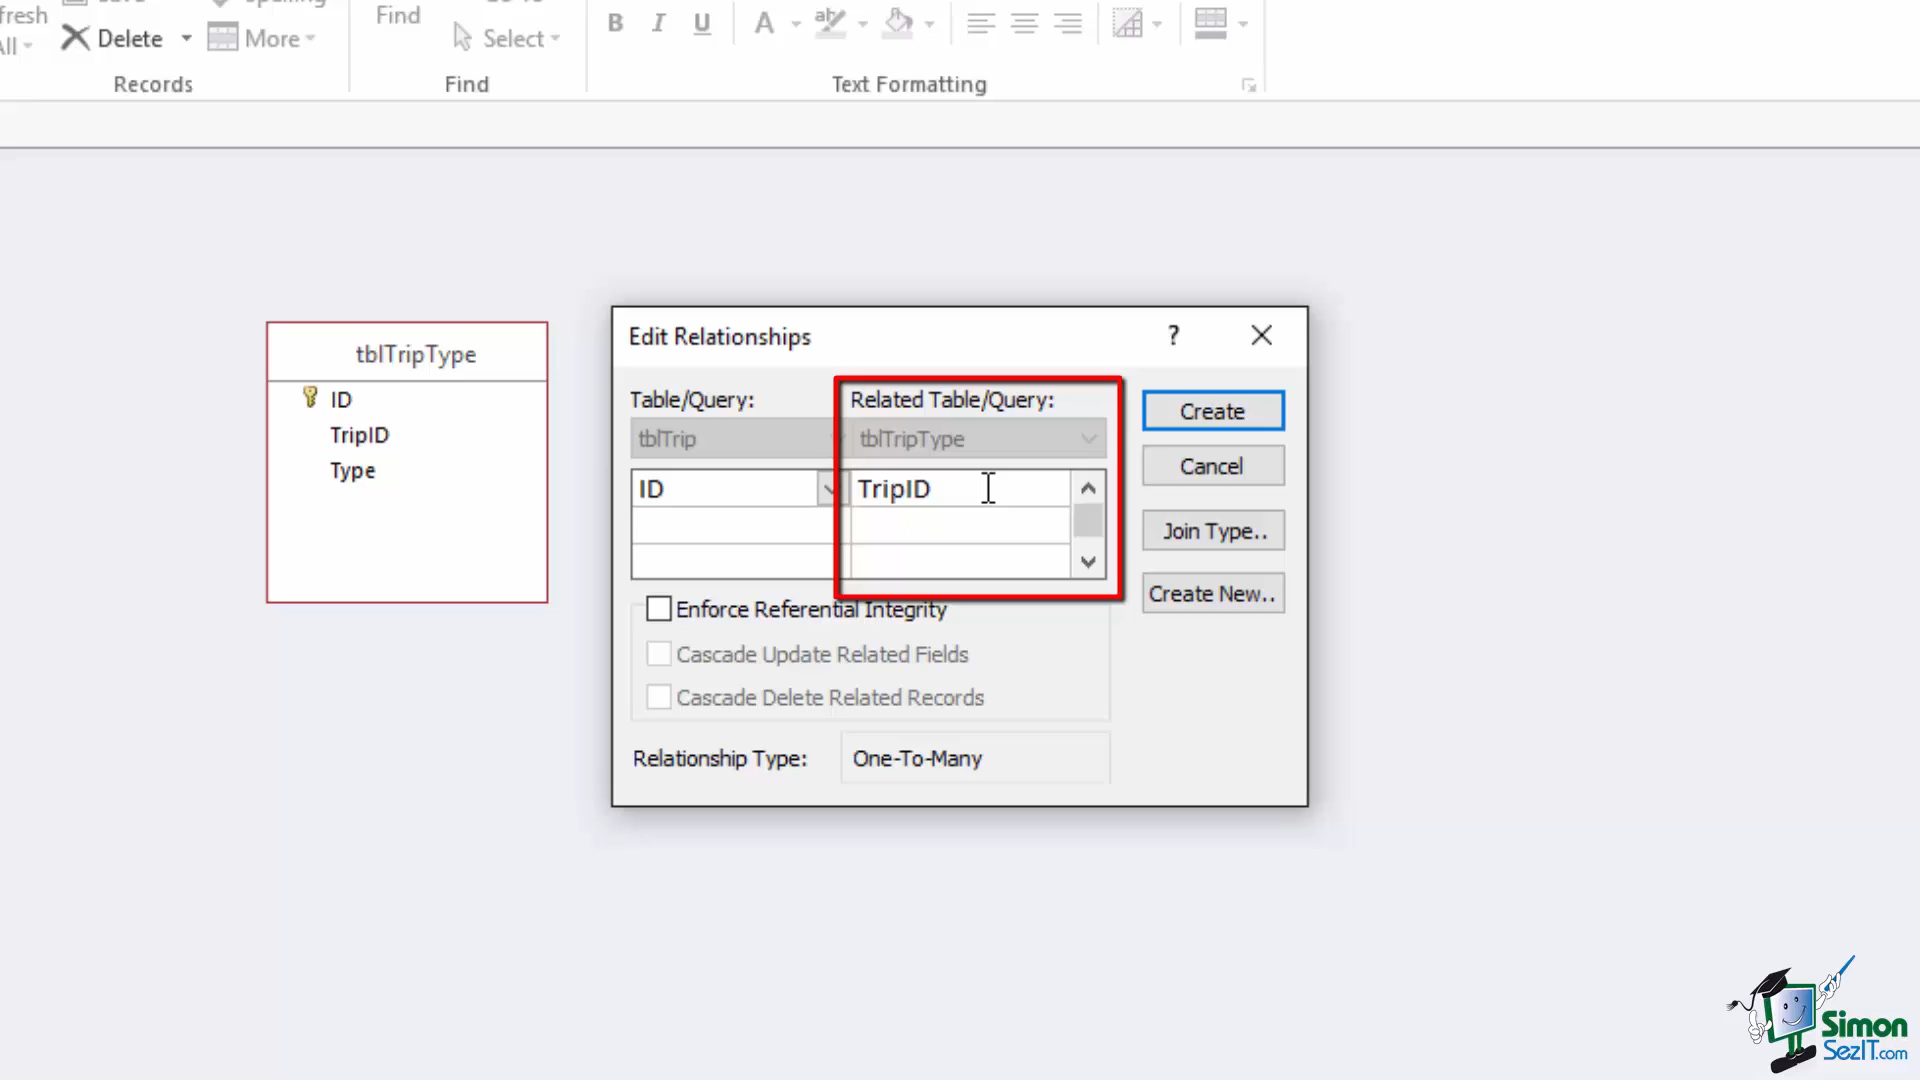 fresh
All
Delete
More
Records
Find
Select
Find
B I U A ab
Text Formatting
tblTripType
ID
TripID
Type
Edit Relationships
?
Table/Query:
Related Table/Query:
tblTrip
tblTripType
ID
TripID
Enforce Referential Integrity
Cascade Update Related Fields
Cascade Delete Related Records
Relationship Type:
One-To-Many
Create
Cancel
Join Type..
Create New..
Simon
SezIT.com